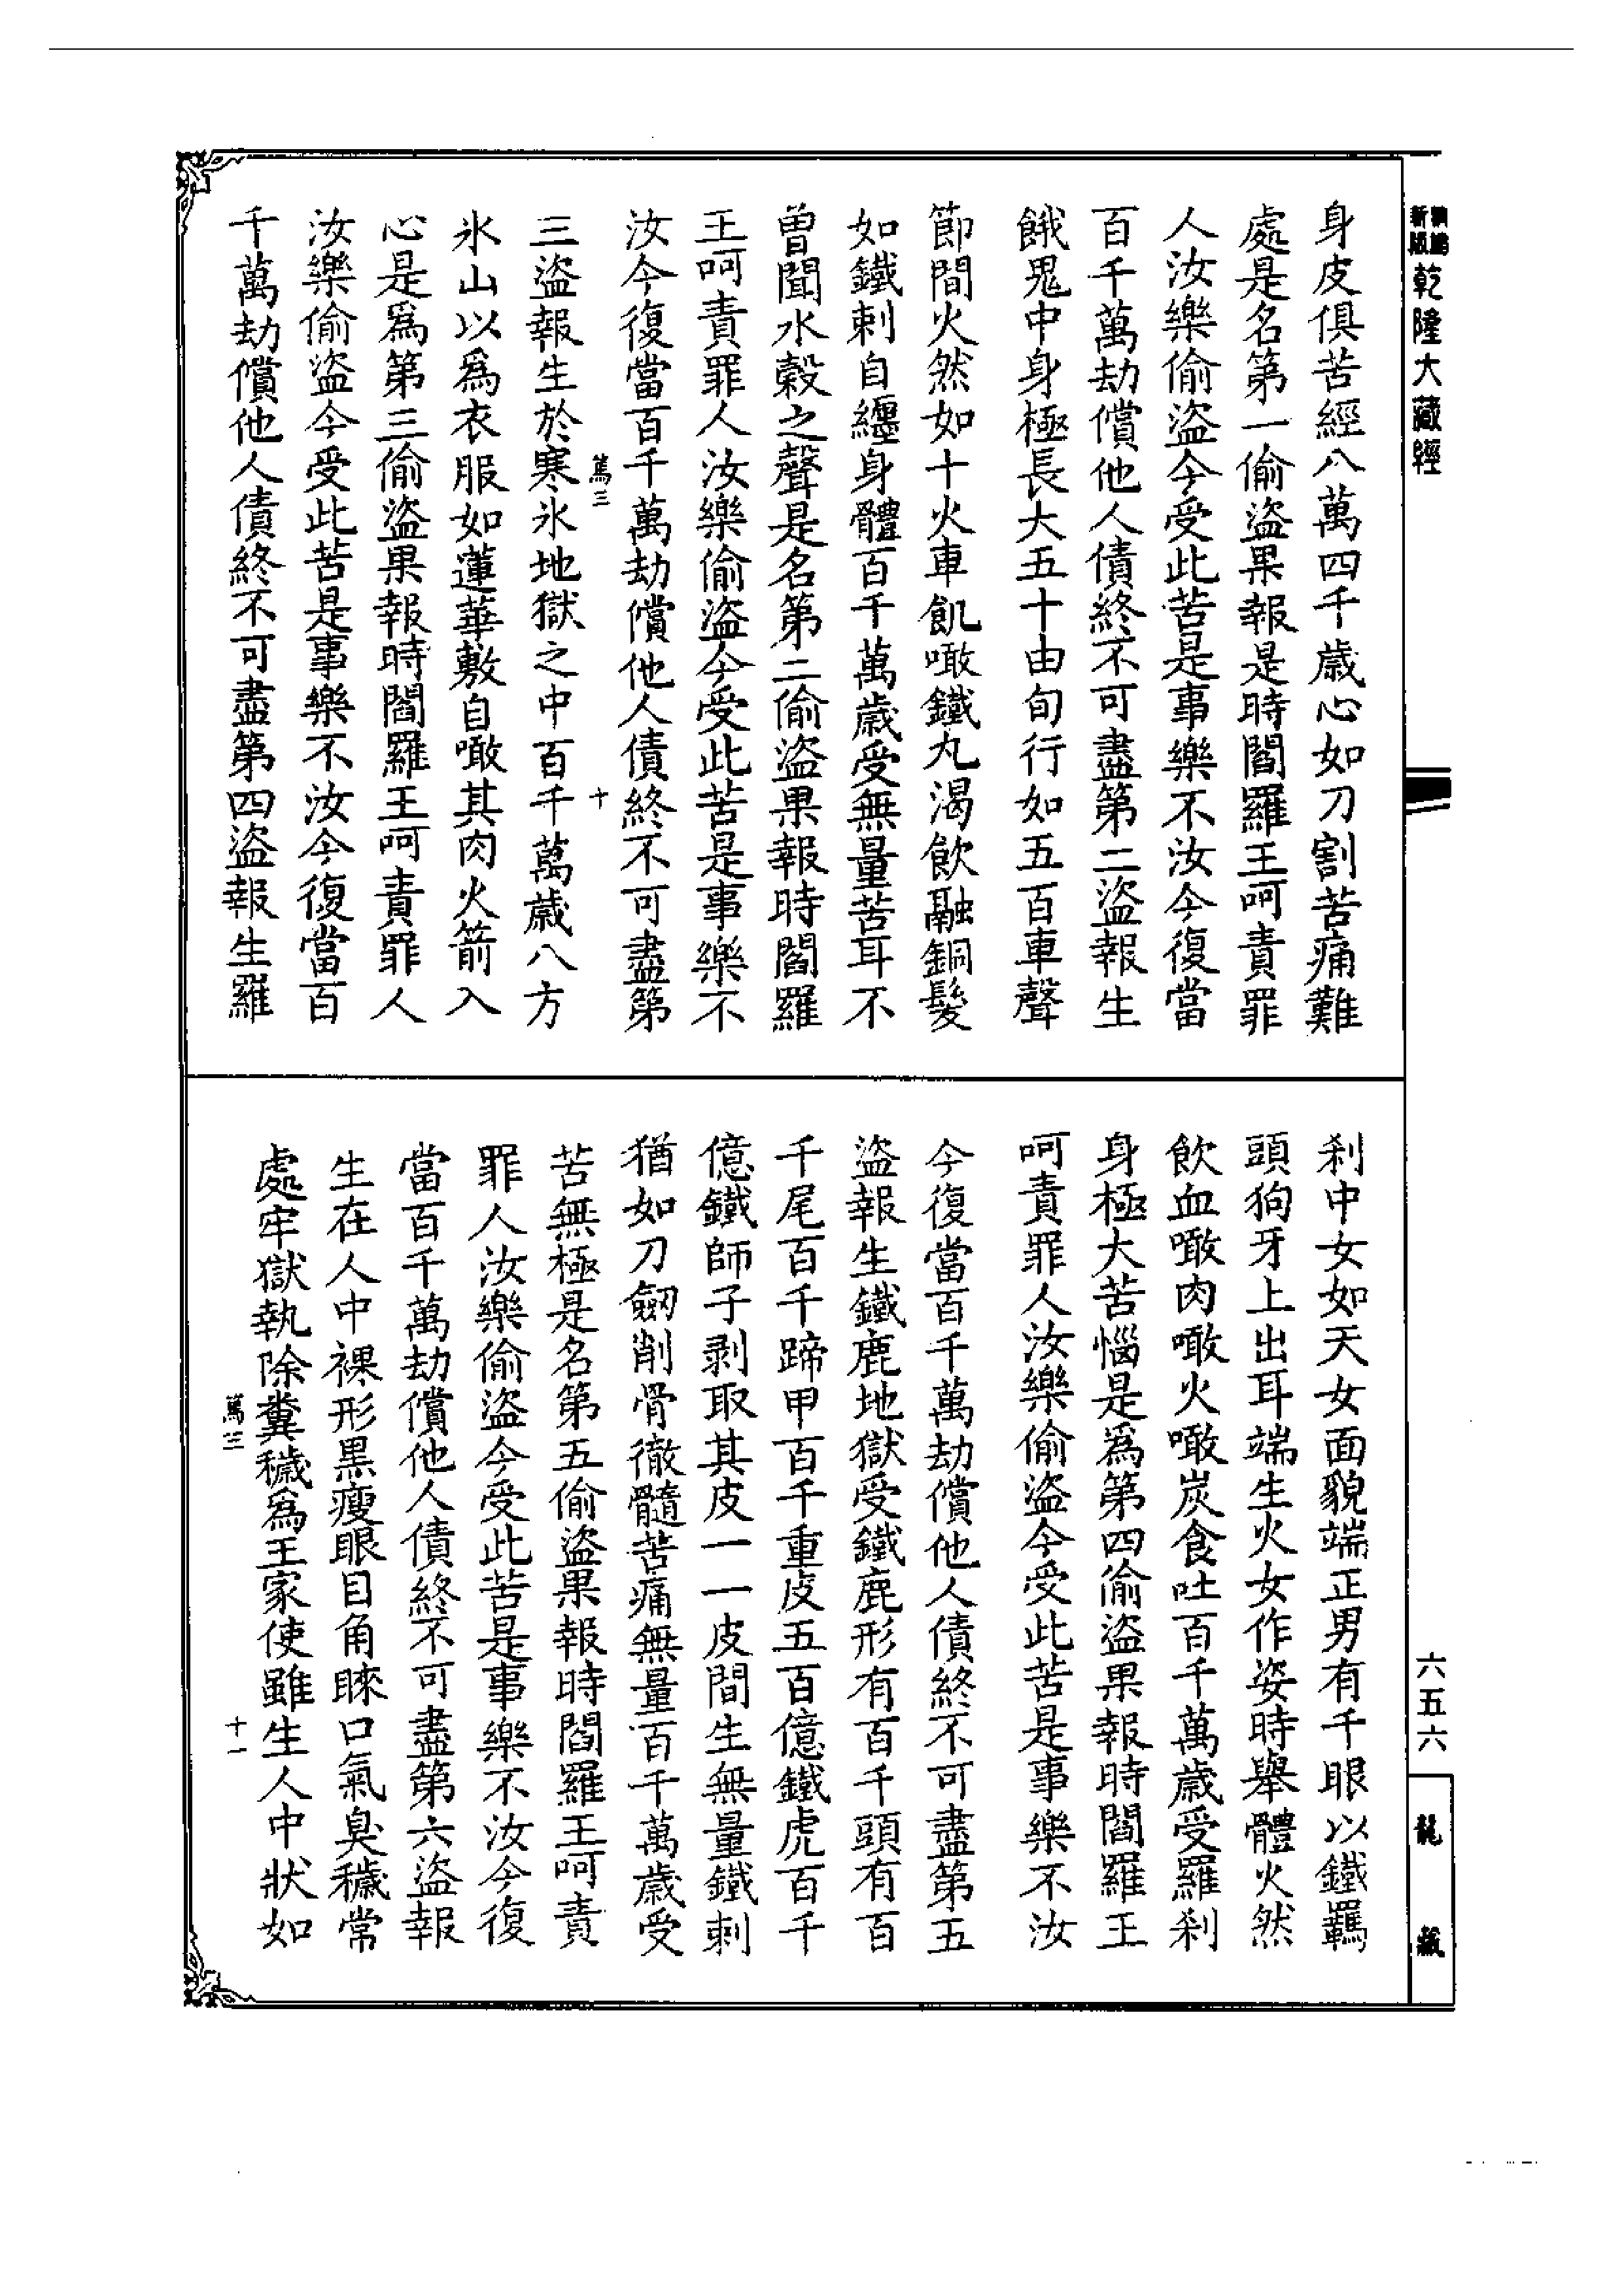 新版
乾隆大藏經
身皮俱苦經八萬四千歲心如刀割苦痛難
處是名第一偷盜果報是時閻羅王呵責罪
人汝樂偷盜今受此苦是事樂不汝今復當
百千萬劫償他人債終不可盡第二盜報生
餓鬼中身極長大五十由旬行如五百車聲
節間火然如十火車飢噉鐵丸渴飲融銅髮
如鐵刺自纏身體百千萬歲受無量苦耳不
曾聞水穀之聲是名第二偷盜果報時閻羅
王呵責罪人汝樂偷盜今受此苦是事樂不
汝今復當百千萬劫償他人債終不可盡第
篤三
十
三盜報生於寒氷地獄之中百千萬歲八方
氷山以爲衣服如蓮華敷自噉其肉火箭入
心是爲第三偷盜果報時閻羅王呵責罪人
汝樂偷盜今受此苦是事樂不汝今復當百
千萬劫償他人債終不可盡第四盜報生羅
剎中女如天女面貌端正男有千眼以鐵羈
頭狗牙上出耳端生火女作姿時舉體火然
飲血噉肉噉火噉炭食吐百千萬歲受羅剎
身極大苦惱是爲第四偷盜果報時閻羅王
呵責罪人汝樂偷盜今受此苦是事樂不汝
今復當百千萬劫償他人債終不可盡第五
盜報生鐵鹿地獄受鐵鹿形有百千頭有百
千尾百千蹄甲百千重皮五百億鐵虎百千
億鐵師子剥取其皮一一皮間生無量鐵刺
猶如刀劒削骨徹髓苦痛無量百千萬歲受
苦無極是名第五偷盜果報時閻羅王呵責
罪人汝樂偷盜今受此苦是事樂不汝今復
當百千萬劫償他人債終不可盡第六盜報
生在人中裸形黑瘦眼目角睞口氣臭穢常
處牢獄執除糞穢爲王家使雖生人中狀如
篤三
十一
六五六
龍藏